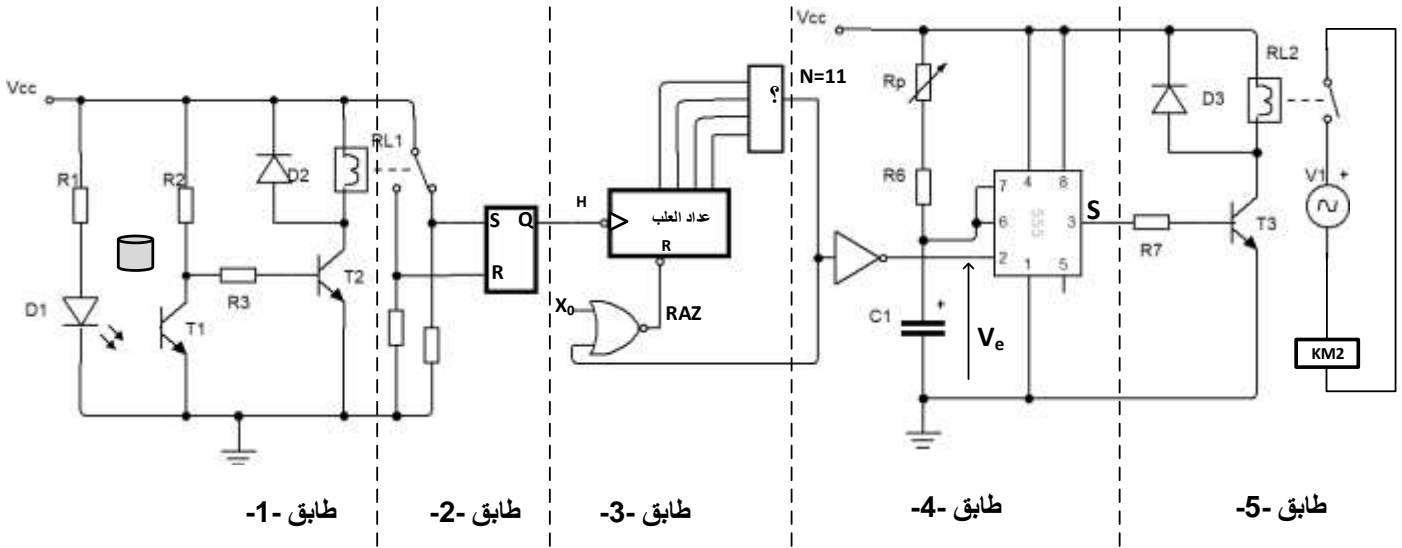 Vcc
R1
R2
D2
RL1
D1
T1
R3
T2
S Q
R
H
عداد العلب
R
X0
RAZ
؟
N=11
Vcc
Rp
R6
C1
Ve
7
6
2
4
8
555
3
1
5
S
R7
D3
RL2
T3
V1
+
+
KM2
طابق -1-
طابق -2-
طابق -3-
طابق -4-
طابق -5-